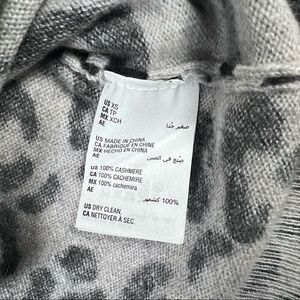 US XS
CA TP
MX XCH
AE صغير جدا
US MADE IN CHINA
CA FABRIQUÉ EN CHINE
MX HECHO EN CHINA
AE صنع في الصين
US 100% CASHMERE
CA 100% CACHEMIRE
MX 100% cachemira
AE 100% كشمير
US DRY CLEAN.
CA NETTOYER À SEC.